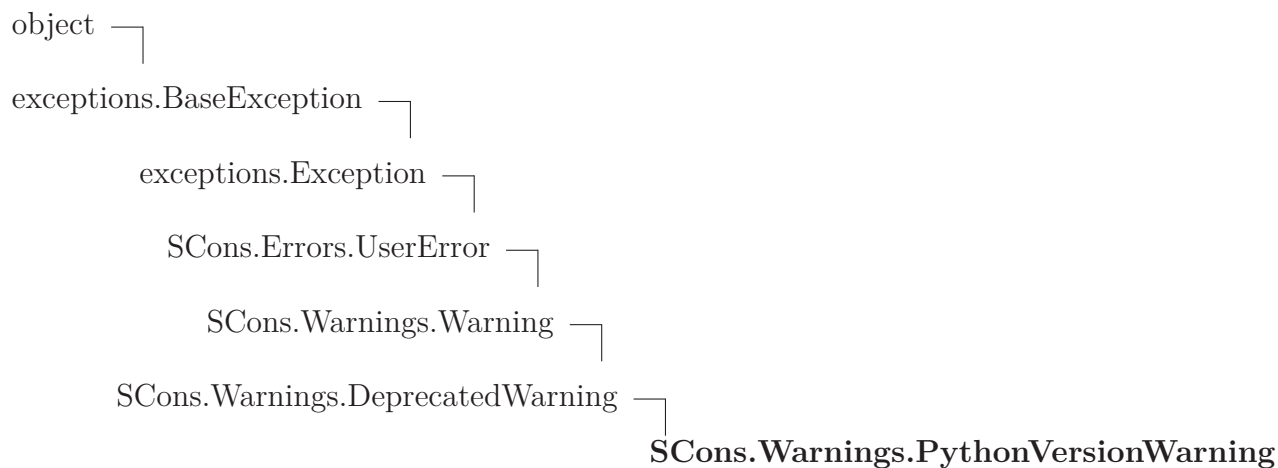 object
exceptions.BaseException
exceptions.Exception
SCons.Errors.UserError
SCons.Warnings.Warning
SCons.Warnings.DeprecatedWarning
SCons.Warnings.PythonVersionWarning